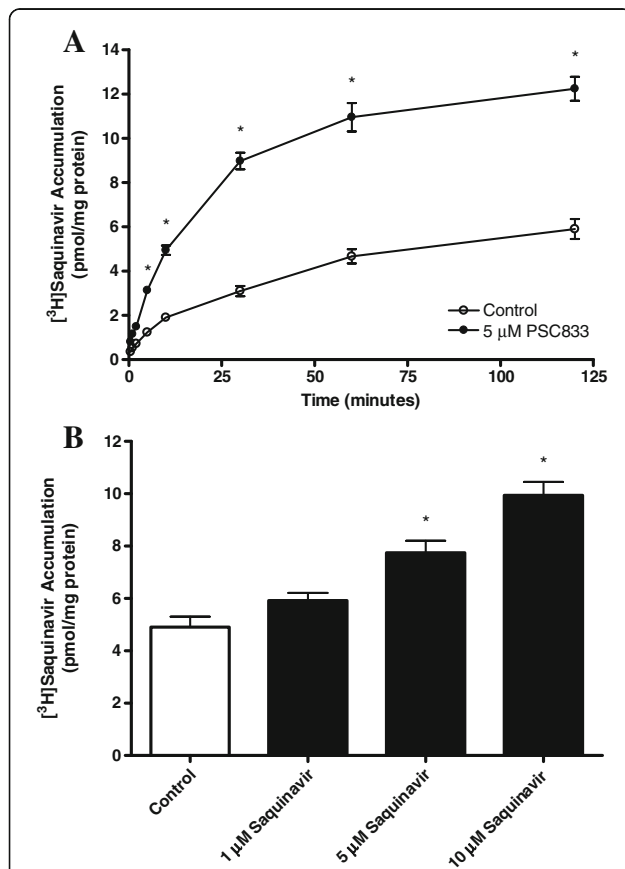 A
[³H]Saquinavir Accumulation
(pmol/mg protein)
14
12
10
8
6
4
2
0
*
*
*
*
*
Control
5 µM PSC833
0
25
50
75
100
125
Time (minutes)
B
[³H]Saquinavir Accumulation
(pmol/mg protein)
12
10
8
6
4
2
0
*
*
Control
1 µM Saquinavir
5 µM Saquinavir
10 µM Saquinavir